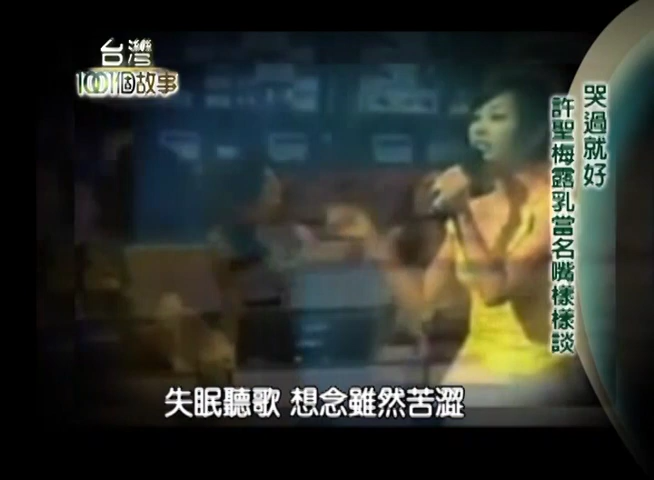 台灣
1001個故事
哭過就好
許聖梅露乳當名嘴樣樣談
失眠聽歌 想念雖然苦澀